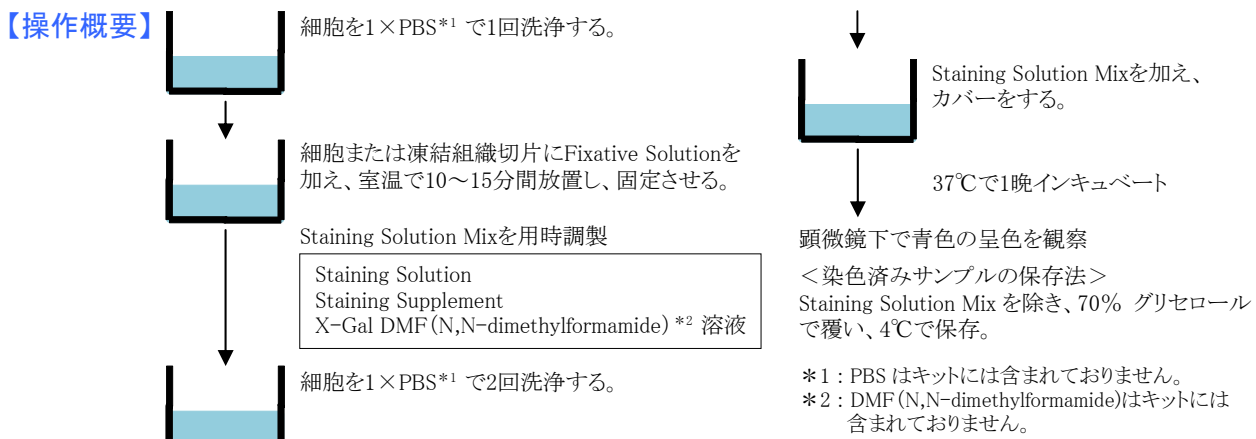 【操作概要】
細胞を1×PBS*1 で1回洗浄する。
細胞または凍結組織切片にFixative Solutionを
加え、室温で10～15分間放置し、固定させる。
Staining Solution Mixを用時調製
Staining Solution
Staining Supplement
X-Gal DMF(N,N-dimethylformamide)*2 溶液
細胞を1×PBS*1 で2回洗浄する。
Staining Solution Mixを加え、
カバーをする。
37℃で1晩インキュベート
顕微鏡下で青色の呈色を観察
＜染色済みサンプルの保存法＞
Staining Solution Mix を除き、70% グリセロール
で覆い、4℃で保存。
＊1：PBS はキットには含まれておりません。
＊2：DMF(N,N-dimethylformamide)はキットには
含まれておりません。